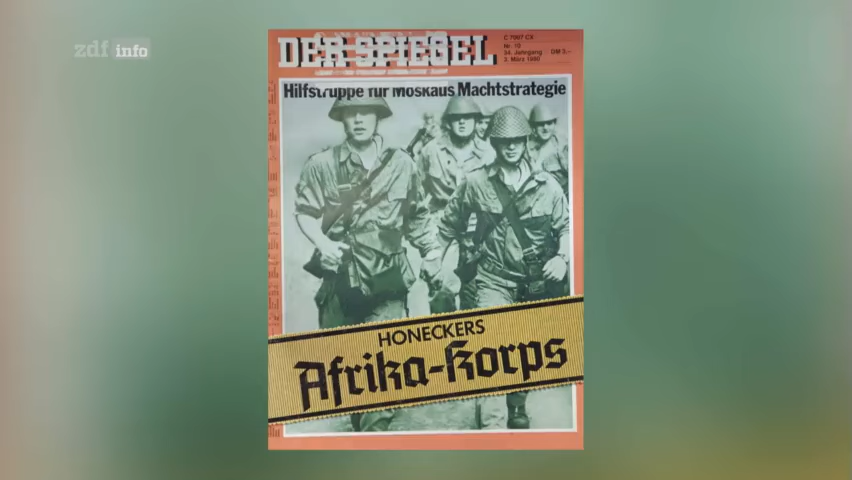 zdf info
DER SPIEGEL
C 7007 CX
Nr. 10
34. Jahrgang DM 3,–
3. März 1980
Hilfstruppe für Moskaus Machtstrategie
HONECKERS
Afrika-Korps